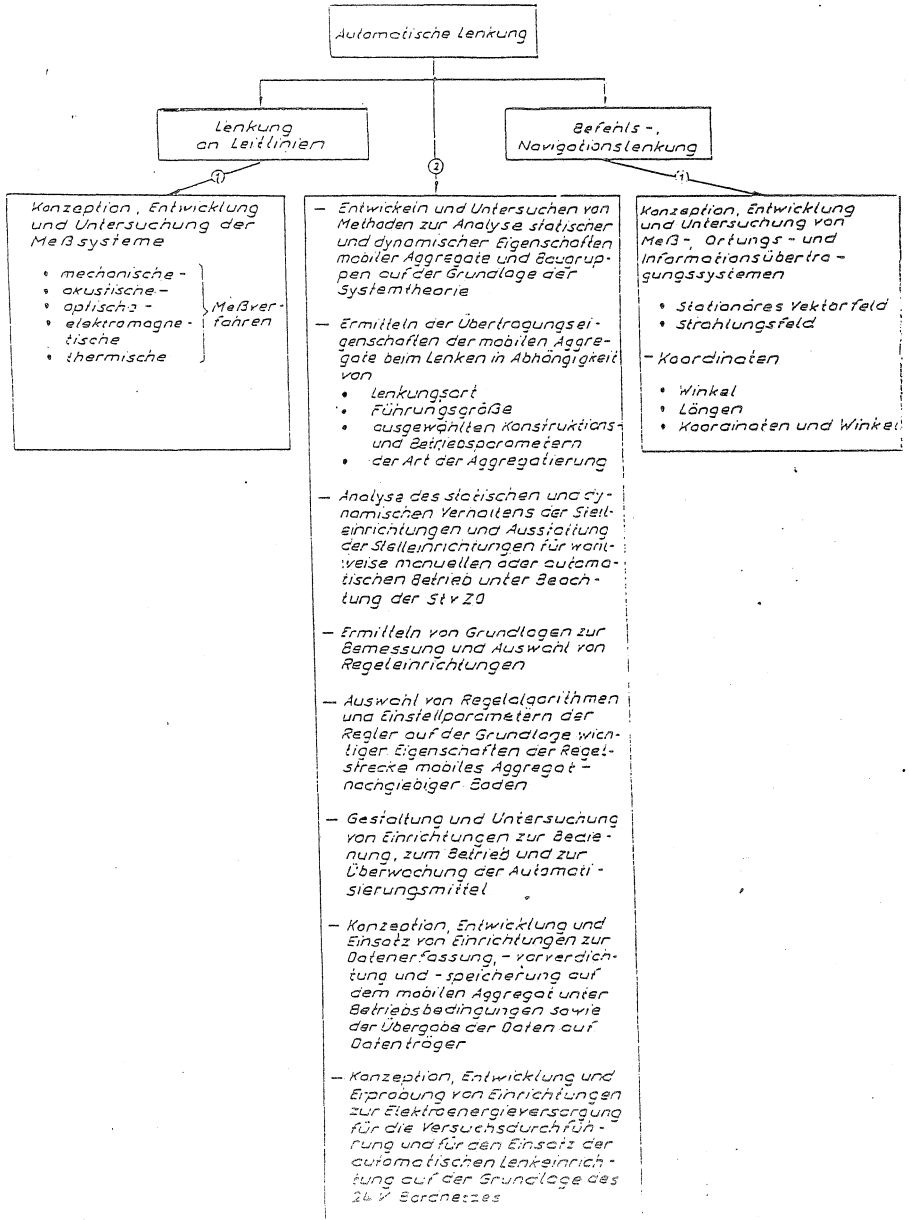 Automatische Lenkung
Lenkung
an Leitlinien
Befehls-,
Navigationslenkung
1
2
1
Konzeption, Entwicklung
und Untersuchung der
Meßsysteme
• mechanische-
• akustische-
• optische-
• elektromagne-
tische
• thermische
Meßver-
fahren
- Entwickeln und Untersuchen von
Methoden zur Analyse statischer
und dynamischer Eigenschaften
mobiler Aggregate und Baugrup-
pen auf der Grundlage der
Systemtheorie
- Ermitteln der Übertragungsei-
genschaften der mobilen Aggre-
gate beim Lenken in Abhängigkeit
von
• Lenkungsart
• Führungsgröße
• ausgewählten Konstruktions-
und Betriebsparametern
• der Art der Aggregatierung
- Analyse des statischen und dy-
namischen Verhaltens der Stell-
einrichtungen und Ausstattung
der Stelleinrichtungen für wahl-
weise manuellen oder automa-
tischen Betrieb unter Beach-
tung der StvZO
- Ermitteln von Grundlagen zur
Bemessung und Auswahl von
Regeleinrichtungen
- Auswahl von Regelalgorithmen
und Einstellparametern der
Regler auf der Grundlage wich-
tiger Eigenschaften der Regel-
strecke mobiles Aggregat -
nachgiebiger Boden
- Gestaltung und Untersuchung
von Einrichtungen zur Bedie-
nung, zum Betrieb und zur
Überwachung der Automati-
sierungsmittel
- Konzeption, Entwicklung und
Einsatz von Einrichtungen zur
Datenerfassung, - vorverdich-
tung und - speicherung auf
dem mobilen Aggregat unter
Betriebsbedingungen sowie
der Übergabe der Daten auf
Datenträger
- Konzeption, Entwicklung und
Erprobung von Einrichtungen
zur Elektroenergieversorgung
für die Versuchsdurchfüh-
rung und für den Einsatz der
automatischen Lenkeinrich-
tung auf der Grundlage des
24 V Bordnetzes
Konzeption, Entwicklung
und Untersuchung von
Meß-, Ortungs- und
Informationsübertra-
gungssystemen
• Stationäres Vektorfeld
• Strahlungsfeld
- Koordinaten
• Winkel
• Längen
• Koordinaten und Winkel